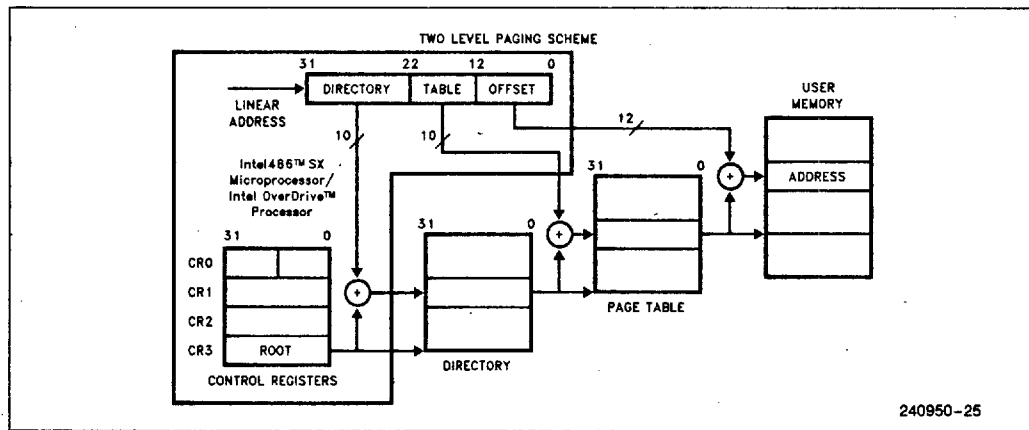 TWO LEVEL PAGING SCHEME
31 22 12 0
DIRECTORY TABLE OFFSET
LINEAR
ADDRESS
USER
MEMORY
10 10 12
Intel486™ SX
Microprocessor/
Intel OverDrive™
Processor
ADDRESS
31 0
31 0
31 0
CR0
CR1
CR2
CR3 ROOT
CONTROL REGISTERS
DIRECTORY
PAGE TABLE
+
+
+
240950-25